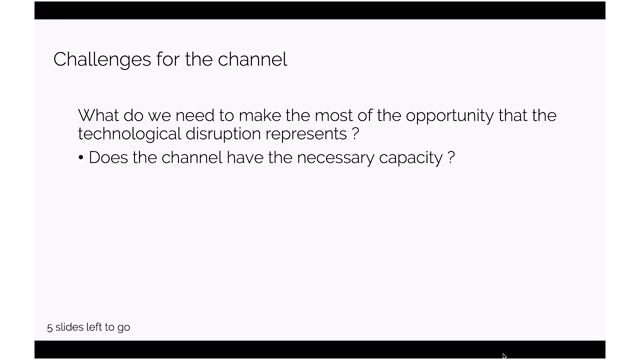 Challenges for the channel
What do we need to make the most of the opportunity that the
technological disruption represents ?
• Does the channel have the necessary capacity ?
5 slides left to go